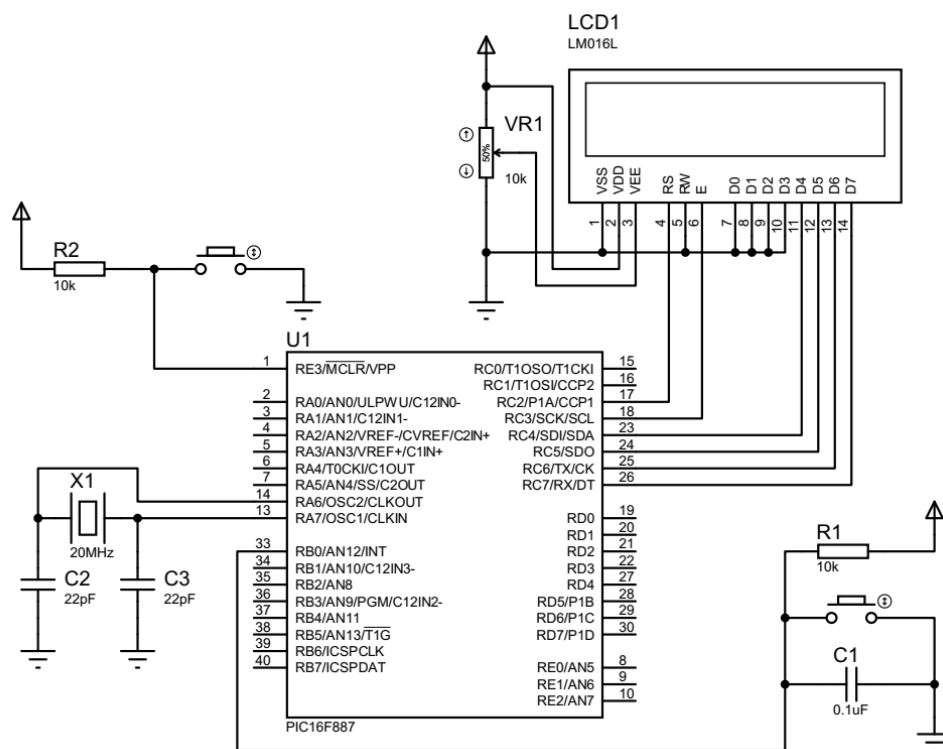 LCD1
LM016L
VR1
50%
10k
VSS
VDD
VEE
RS
RW
E
D0
D1
D2
D3
D4
D5
D6
D7
1
2
3
4
5
6
7
8
9
10
11
12
13
14
R2
10k
U1
1 RE3/MCLR/VPP
2 RA0/AN0/ULPWU/C12IN0-
3 RA1/AN1/C12IN1-
4 RA2/AN2/VREF-/CVREF/C2IN+
5 RA3/AN3/VREF+/C1IN+
6 RA4/T0CKI/C1OUT
7 RA5/AN4/SS/C2OUT
14 RA6/OSC2/CLKOUT
13 RA7/OSC1/CLKIN
33 RB0/AN12/INT
34 RB1/AN10/C12IN3-
35 RB2/AN8
36 RB3/AN9/PGM/C12IN2-
37 RB4/AN11
38 RB5/AN13/T1G
39 RB6/ICSPCLK
40 RB7/ICSPDAT
RC0/T1OSO/T1CKI 15
RC1/T1OSI/CCP2 16
RC2/P1A/CCP1 17
RC3/SCK/SCL 18
RC4/SDI/SDA 23
RC5/SDO 24
RC6/TX/CK 25
RC7/RX/DT 26
RD0 19
RD1 20
RD2 21
RD3 22
RD4 27
RD5/P1B 28
RD6/P1C 29
RD7/P1D 30
RE0/AN5 8
RE1/AN6 9
RE2/AN7 10
PIC16F887
X1
20MHz
C2
22pF
C3
22pF
R1
10k
C1
0.1uF